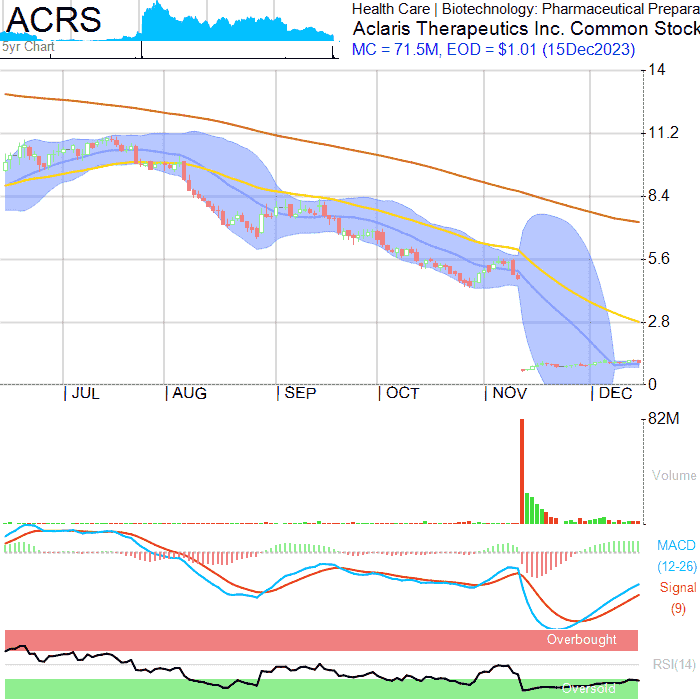 ACRS
5yr Chart
Health Care | Biotechnology: Pharmaceutical Prepara
Aclaris Therapeutics Inc. Common Stock
MC = 71.5M, EOD = $1.01 (15Dec2023)
14
11.2
8.4
5.6
2.8
0
| JUL | AUG | SEP | OCT | NOV | DEC
82M
Volume
MACD
(12-26)
Signal
(9)
Overbought
RSI(14)
Oversold